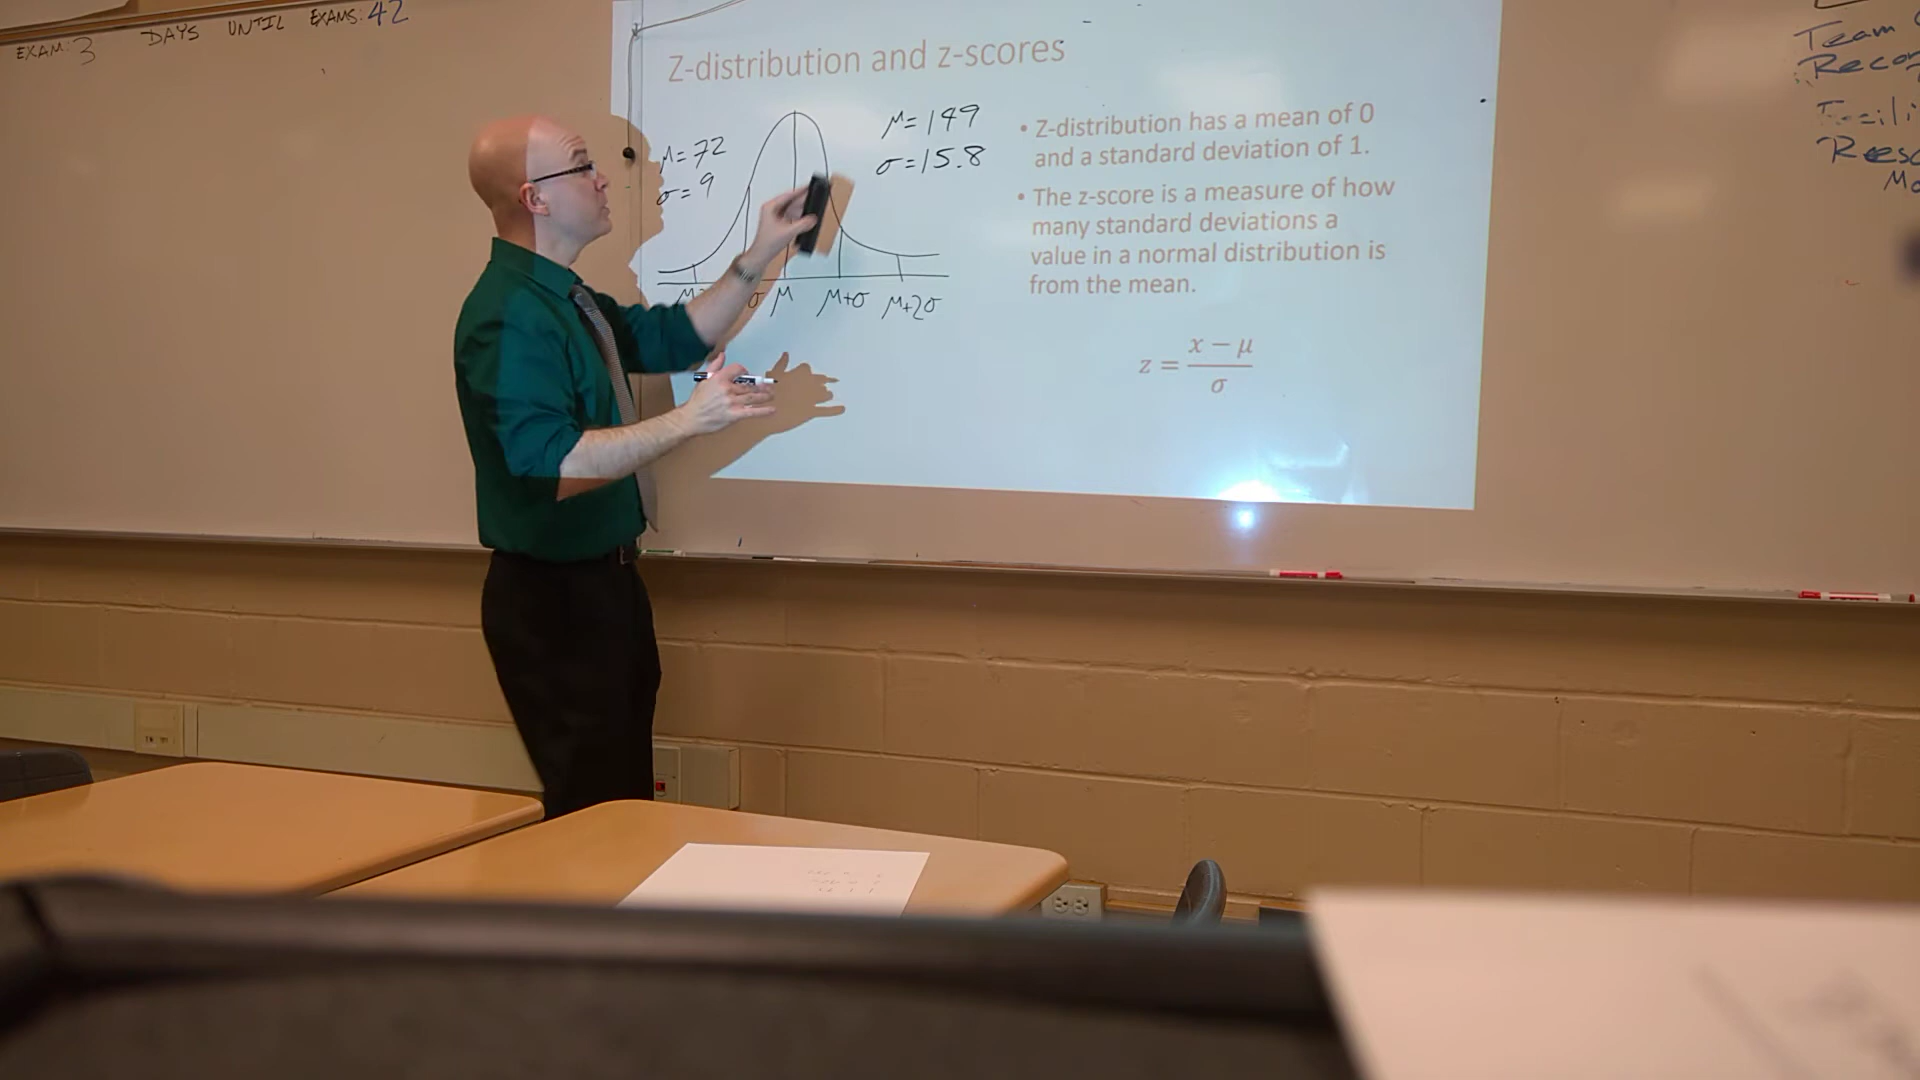 DAYS UNTIL EXAMS: 42
EXAM: 3
Z-distribution and z-scores
μ=72
σ=9
μ=149
σ=15.8
σ μ μ+σ μ+2σ
• Z-distribution has a mean of 0
and a standard deviation of 1.
• The z-score is a measure of how
many standard deviations a
value in a normal distribution is
from the mean.
z = (x − μ) / σ
Team